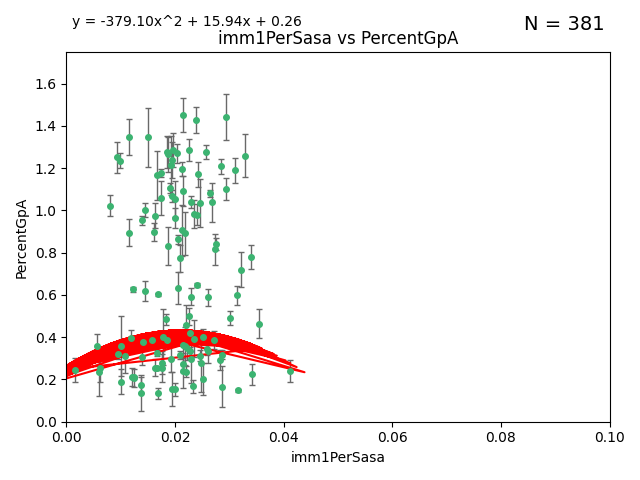 y = -379.10x^2 + 15.94x + 0.26
N = 381
imm1PerSasa vs PercentGpA
1.6
1.4
1.2
1.0
0.8
0.6
0.4
0.2
0.0
PercentGpA
0.00 0.02 0.04 0.06 0.08 0.10
imm1PerSasa